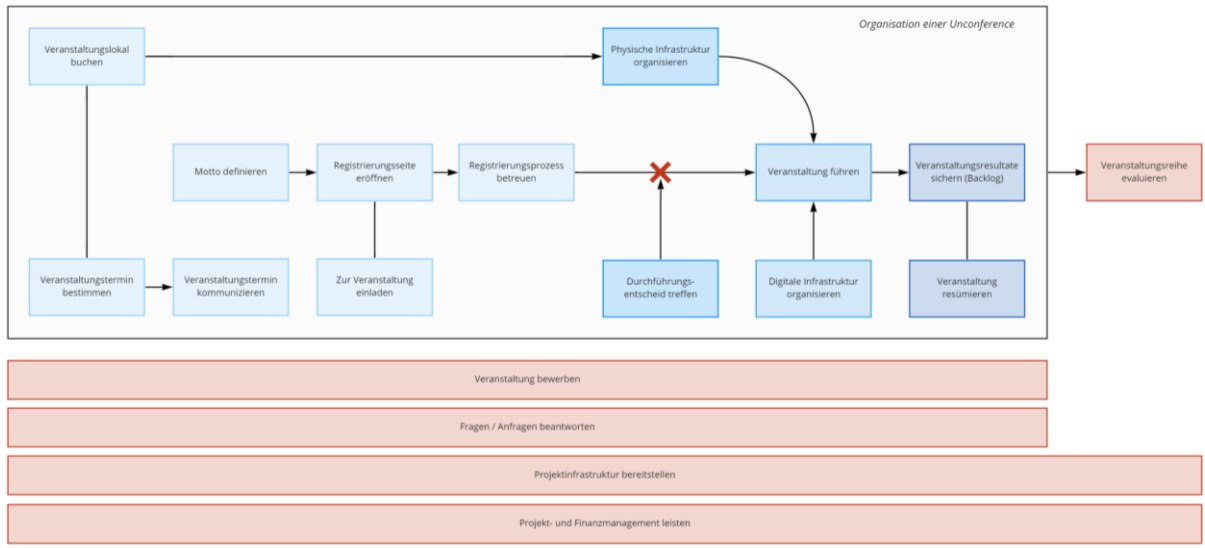 Organisation einer Unconference
Veranstaltungslokal
buchen
Physische Infrastruktur
organisieren
Motto definieren
Registrierungsseite
eröffnen
Registrierungsprozess
betreuen
Veranstaltung führen
Veranstaltungsresultate
sichern (Backlog)
Veranstaltungsreihe
evaluieren
Veranstaltungstermin
bestimmen
Veranstaltungstermin
kommunizieren
Zur Veranstaltung
einladen
Durchführungs-
entscheid treffen
Digitale Infrastruktur
organisieren
Veranstaltung
resümieren
Veranstaltung bewerben
Fragen / Anfragen beantworten
Projektinfrastruktur bereitstellen
Projekt- und Finanzmanagement leisten